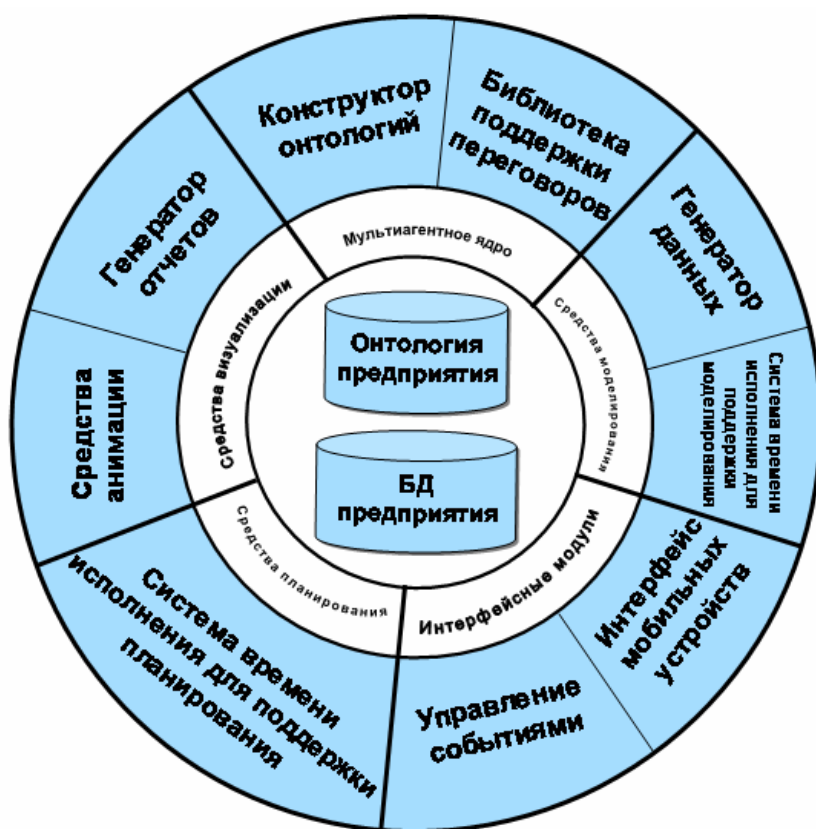 Конструктор
онтологий
Библиотека
поддержки
переговоров
Генератор
данных
Система времени
исполнения для
поддержки
моделирования
Интерфейс
мобильных
устройств
Управление
событиями
Система времени
исполнения для поддержки
планирования
Средства
анимации
Генератор
отчетов
Мультиагентное ядро
Средства моделирования
Интерфейсные модули
Средства планирования
Средства визуализации
Онтология
предприятия
БД
предприятия